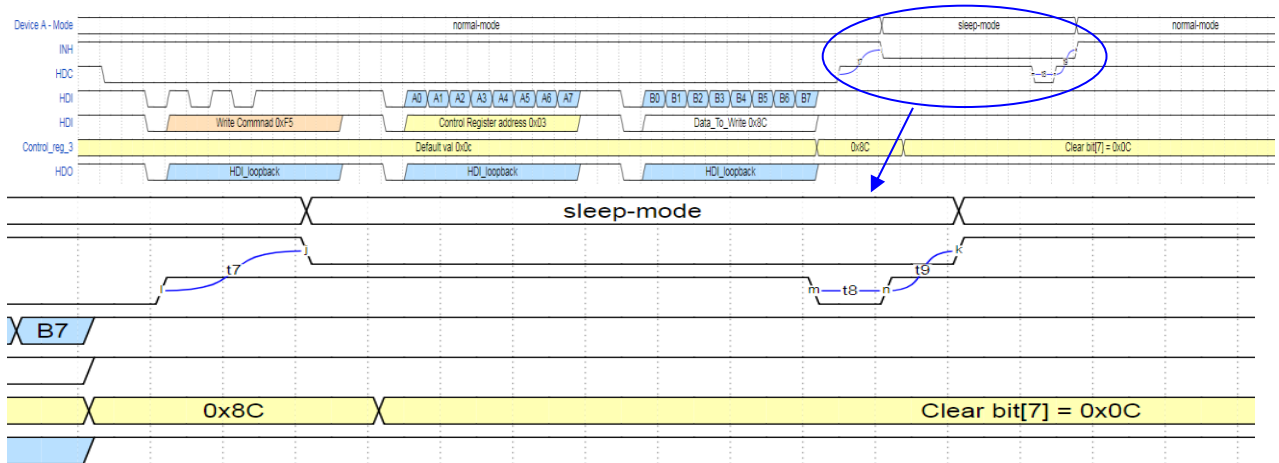 Device A - Mode normal-mode sleep-mode normal-mode
INH
HDC t8
HDI A0 A1 A2 A3 A4 A5 A6 A7 B0 B1 B2 B3 B4 B5 B6 B7
HDI Write Commnad 0xF5 Control Register address 0x03 Data_To_Write 0x8C
Control_reg_3 Default val 0x0c 0x8C Clear bit[7] = 0x0C
HDO HDI_loopback HDI_loopback HDI_loopback
sleep-mode
j k
t7 t9
l m t8 n
B7
0x8C Clear bit[7] = 0x0C